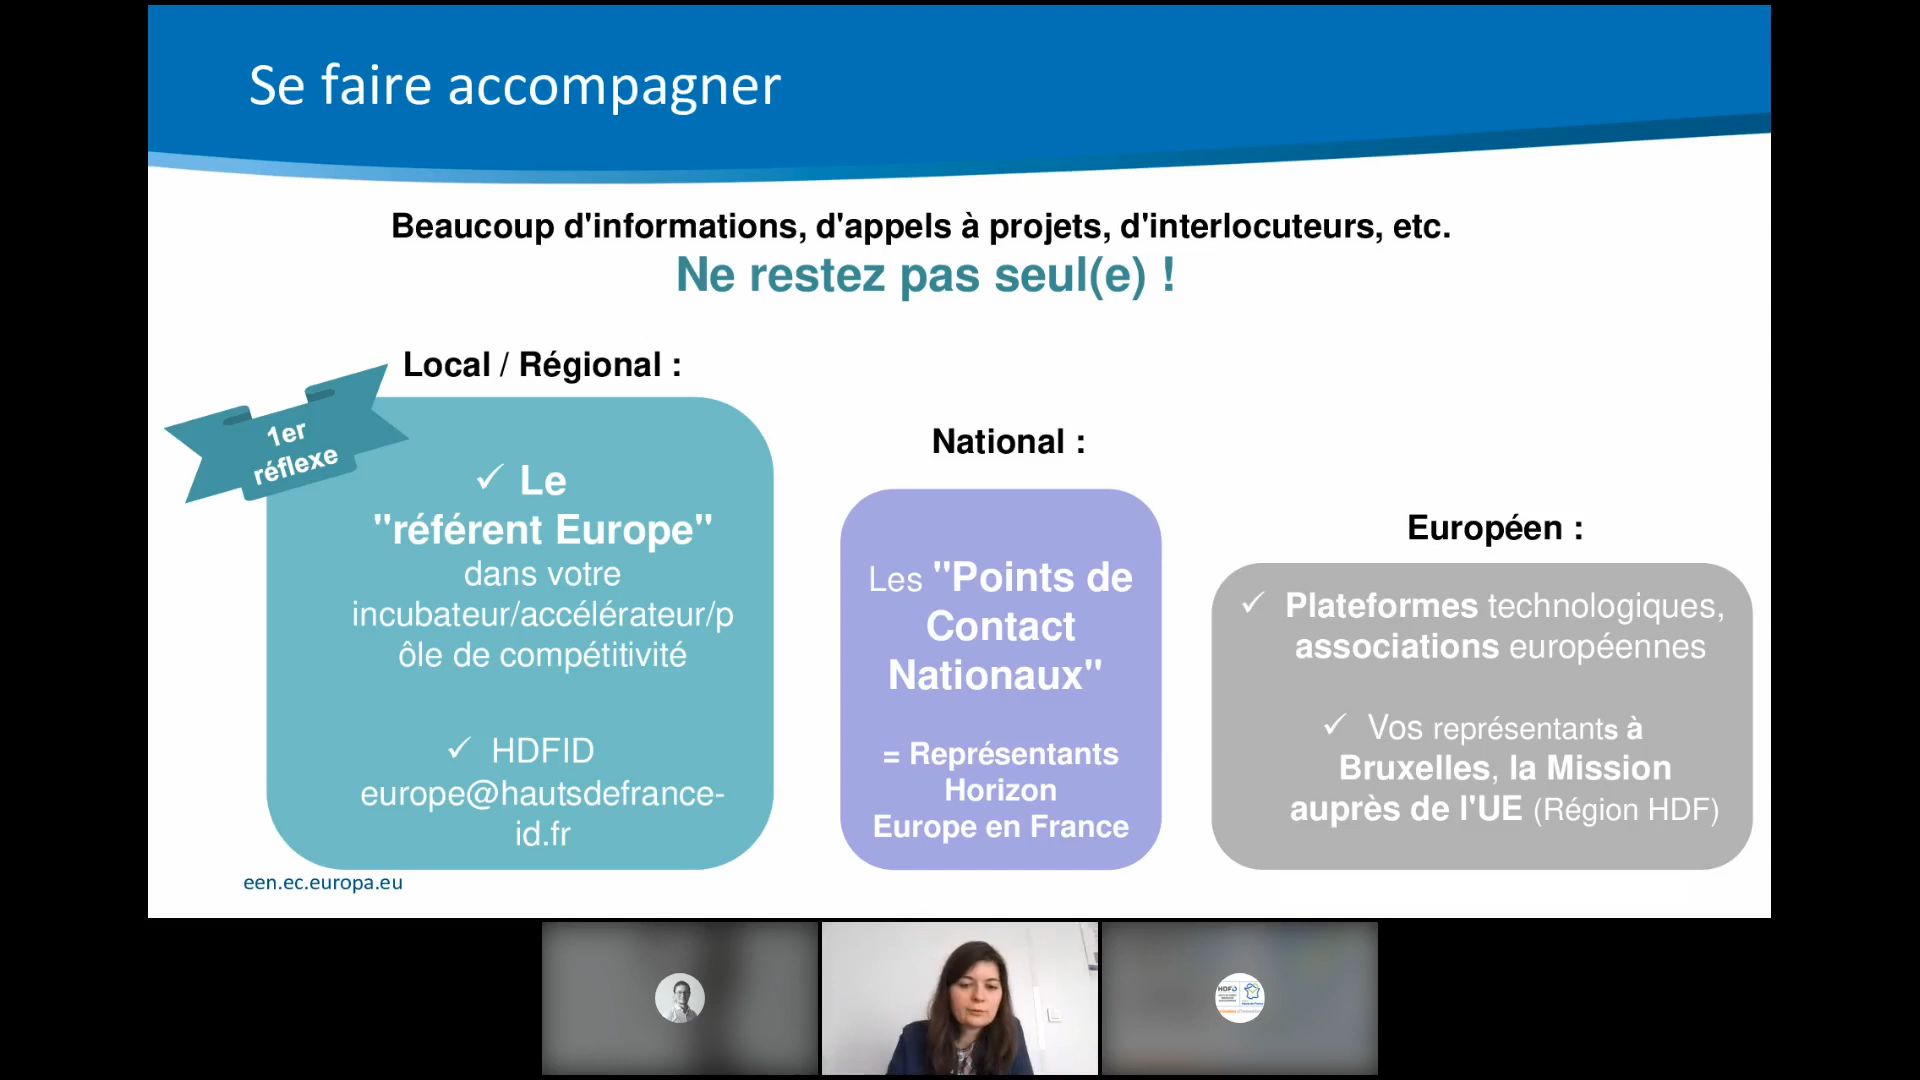 Se faire accompagner
Beaucoup d'informations, d'appels à projets, d'interlocuteurs, etc.
Ne restez pas seul(e) !
Local / Régional :
1er
réflexe
✓ Le
"référent Europe"
dans votre
incubateur/accélérateur/p
ôle de compétitivité
✓ HDFID
europe@hautsdefrance-
id.fr
National :
Les "Points de
Contact
Nationaux"
= Représentants
Horizon
Europe en France
Européen :
✓ Plateformes technologiques,
associations européennes
✓ Vos représentants à
Bruxelles, la Mission
auprès de l'UE (Région HDF)
een.ec.europa.eu